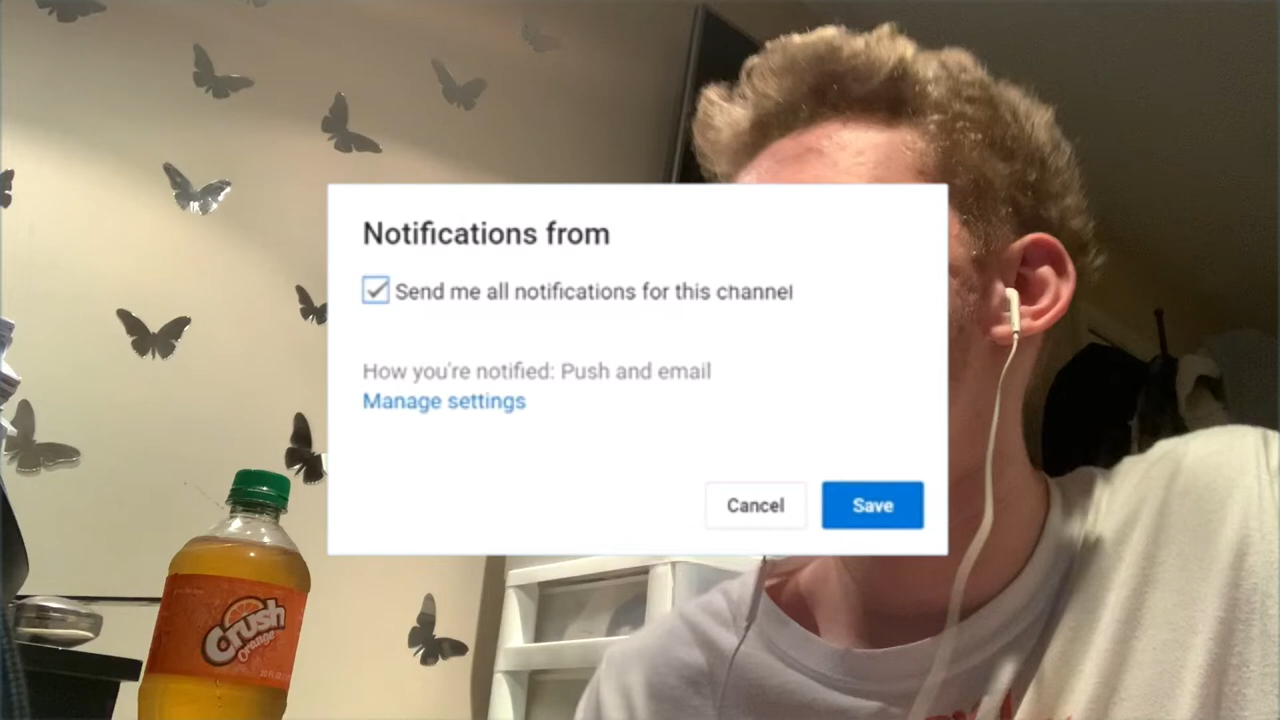 Notifications from
Send me all notifications for this channel
How you're notified: Push and email
Manage settings
Cancel
Save
Crush
Orange